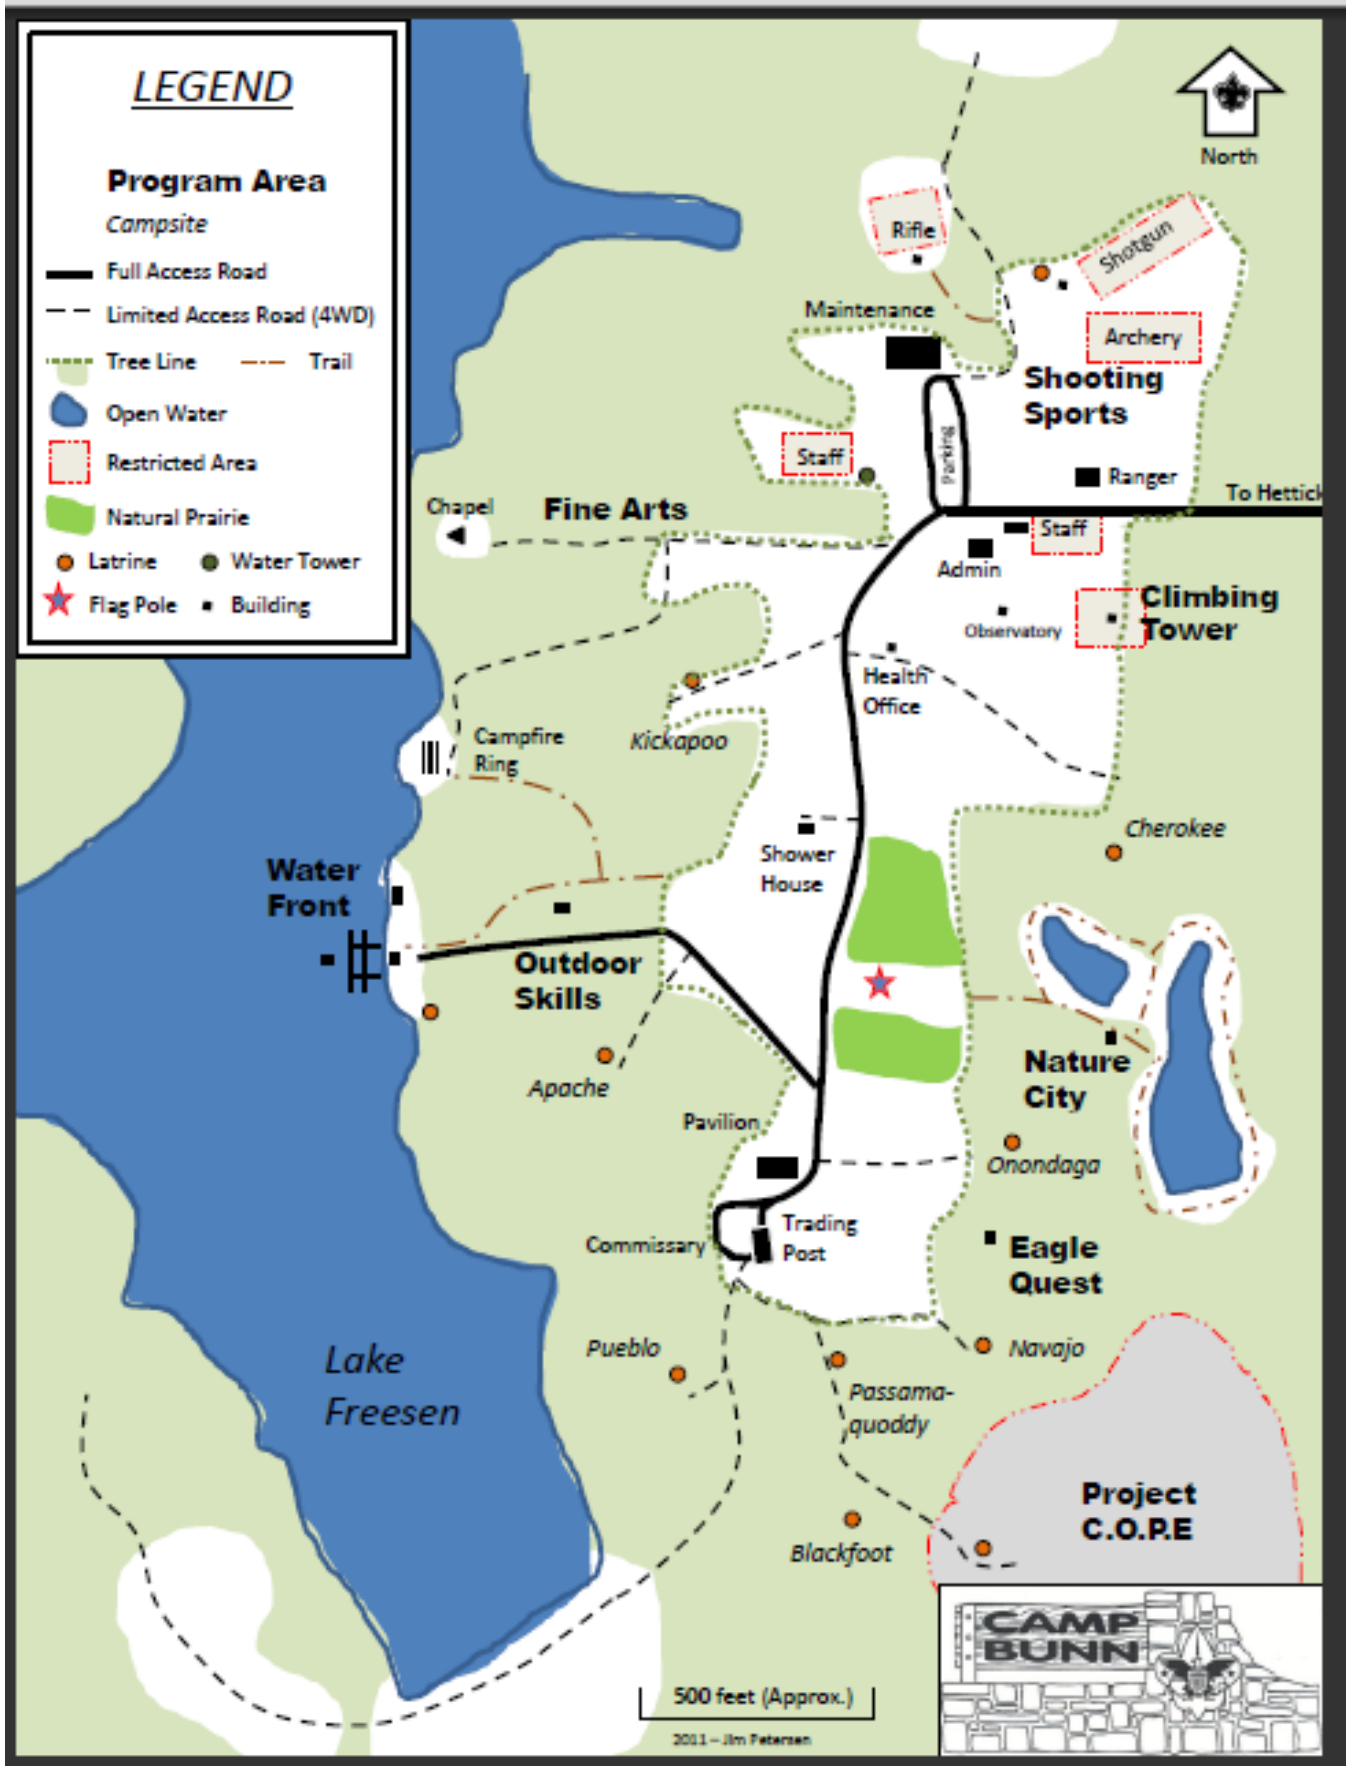 LEGEND
Program Area
Campsite
Full Access Road
Limited Access Road (4WD)
Tree Line
Trail
Open Water
Restricted Area
Natural Prairie
Latrine
Water Tower
Flag Pole
Building
North
Rifle
Shotgun
Maintenance
Archery
Shooting
Sports
Parking
Staff
Ranger
To Hettick
Chapel
Fine Arts
Staff
Admin
Climbing
Tower
Observatory
Health
Office
Kickapoo
Campfire
Ring
Cherokee
Shower
House
Water
Front
Outdoor
Skills
Nature
City
Apache
Pavilion
Onondaga
Trading
Post
Commissary
Eagle
Quest
Pueblo
Navajo
Lake
Freesen
Passama-
quoddy
Project
C.O.P.E
Blackfoot
CAMP
BUNN
500 feet (Approx.)
2011 – Jim Petersen